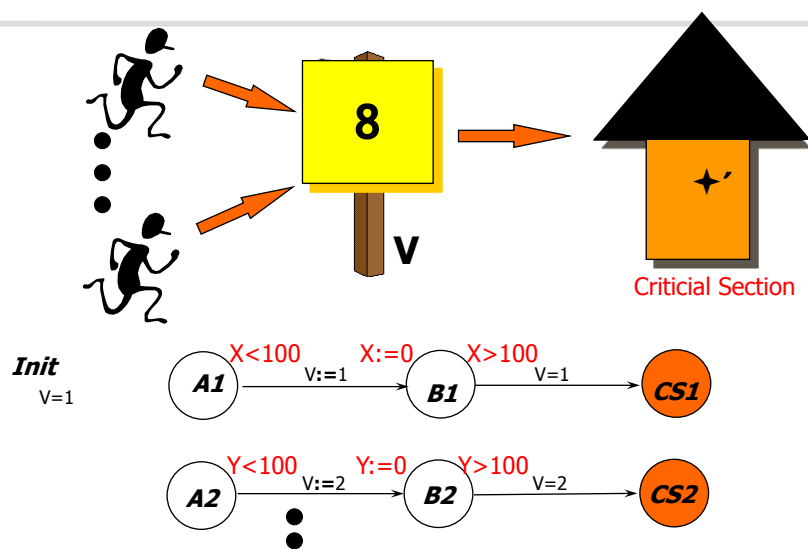 8
V
Criticial Section
Init
V=1
X<100 X:=0 X>100
A1 V:=1 B1 V=1 CS1
Y<100 Y:=0 Y>100
A2 V:=2 B2 V=2 CS2